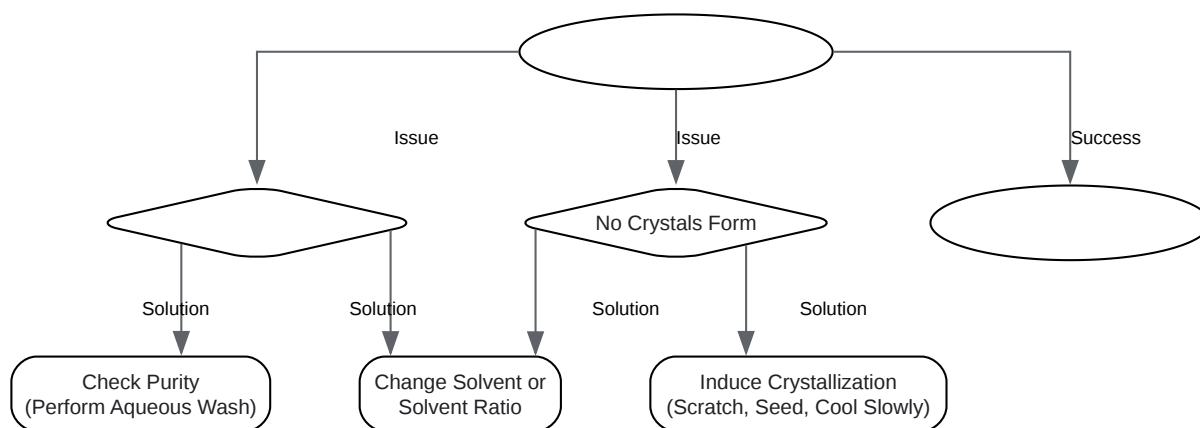 Issue
Issue
Success
No Crystals Form
Solution
Solution
Solution
Solution
Check Purity
(Perform Aqueous Wash)
Change Solvent or
Solvent Ratio
Induce Crystallization
(Scratch, Seed, Cool Slowly)